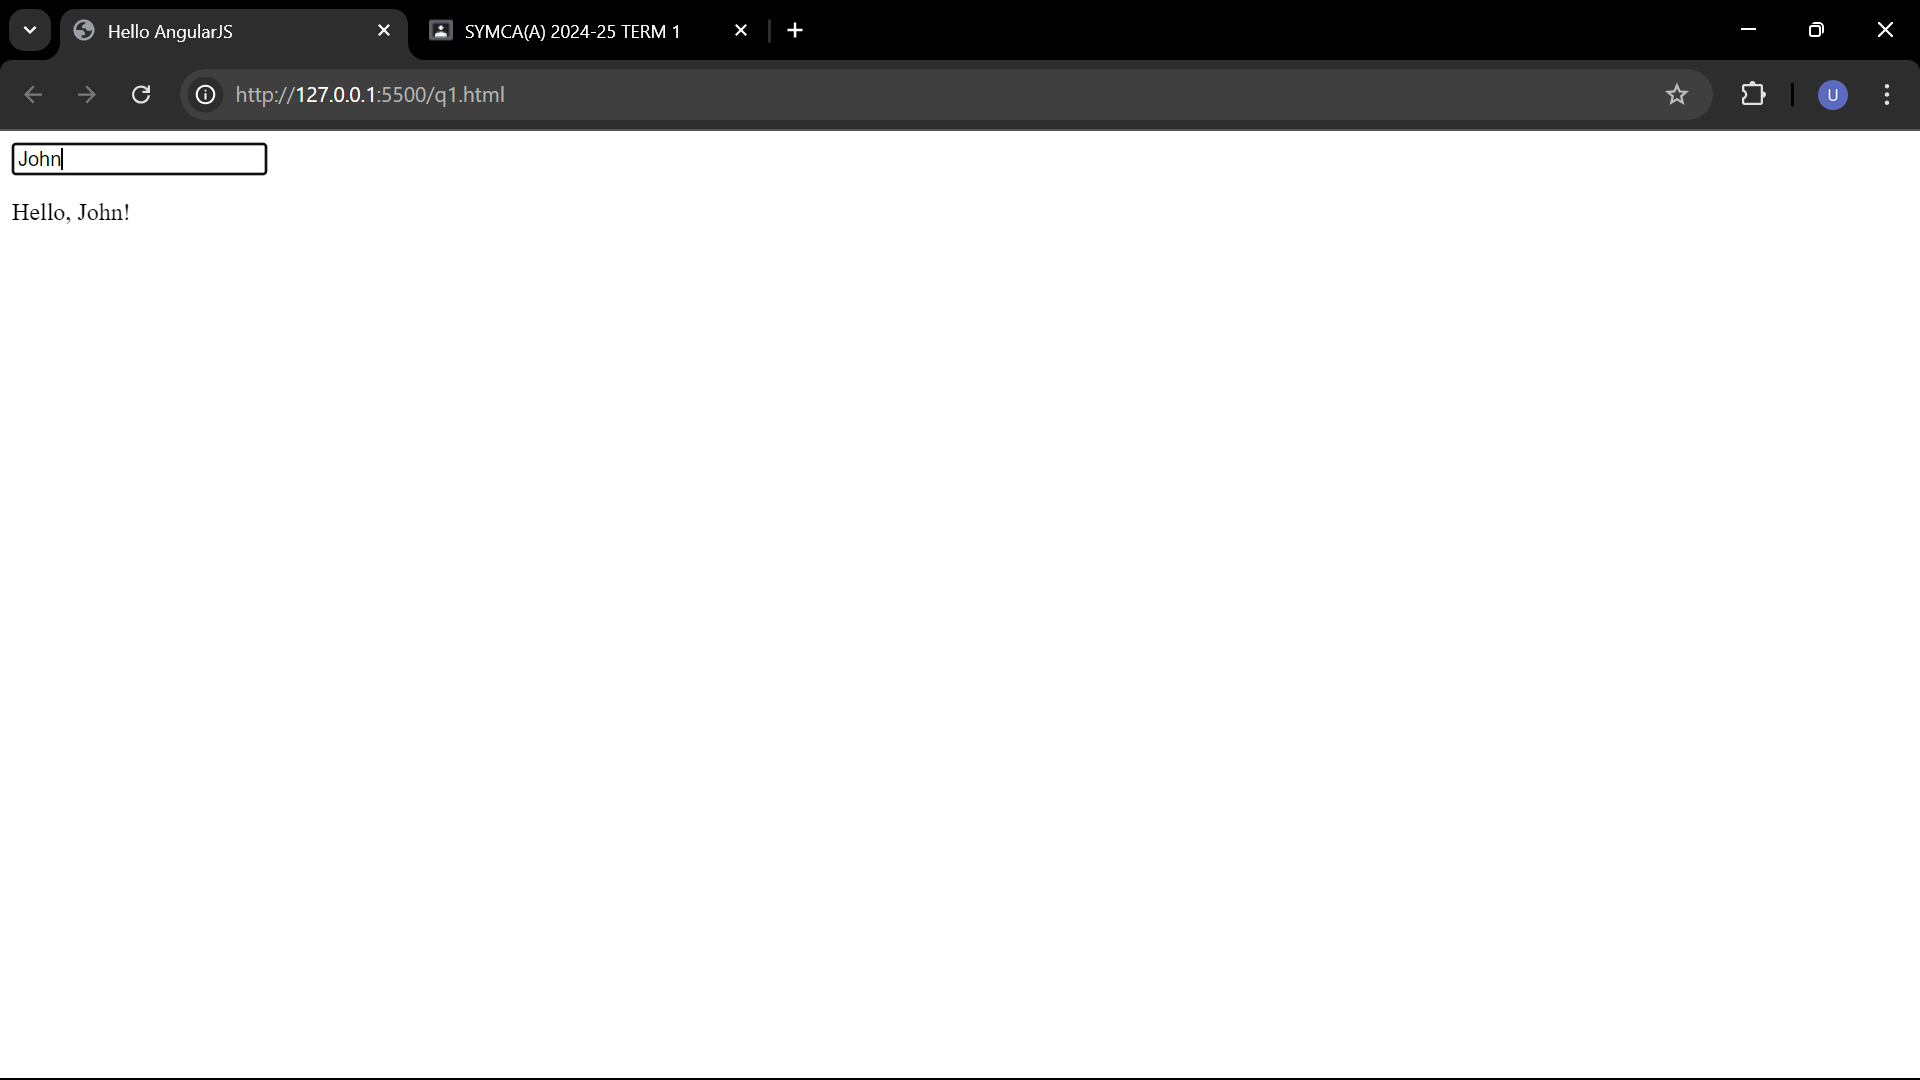 Hello AngularJS
SYMCA(A) 2024-25 TERM 1
http://127.0.0.1:5500/q1.html
U
John
Hello, John!